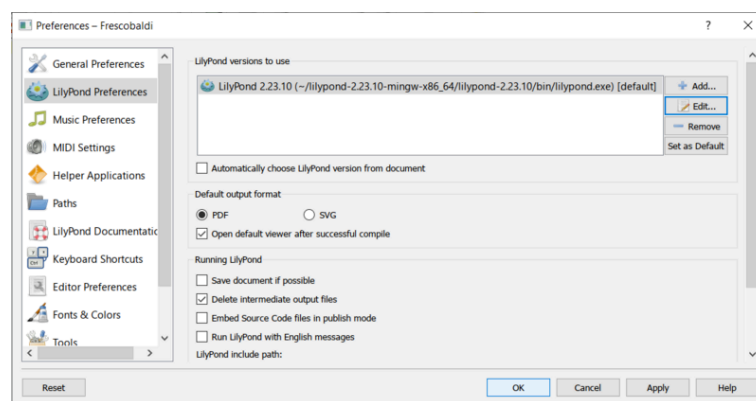 Preferences – Frescobaldi
?
General Preferences
LilyPond Preferences
Music Preferences
MIDI Settings
Helper Applications
Paths
LilyPond Documentatic
Keyboard Shortcuts
Editor Preferences
Fonts & Colors
Tools
LilyPond versions to use
LilyPond 2.23.10 (~/lilypond-2.23.10-mingw-x86_64/lilypond-2.23.10/bin/lilypond.exe) [default]
Add...
Edit...
Remove
Set as Default
Automatically choose LilyPond version from document
Default output format
PDF
SVG
Open default viewer after successful compile
Running LilyPond
Save document if possible
Delete intermediate output files
Embed Source Code files in publish mode
Run LilyPond with English messages
LilyPond include path:
Reset
OK
Cancel
Apply
Help